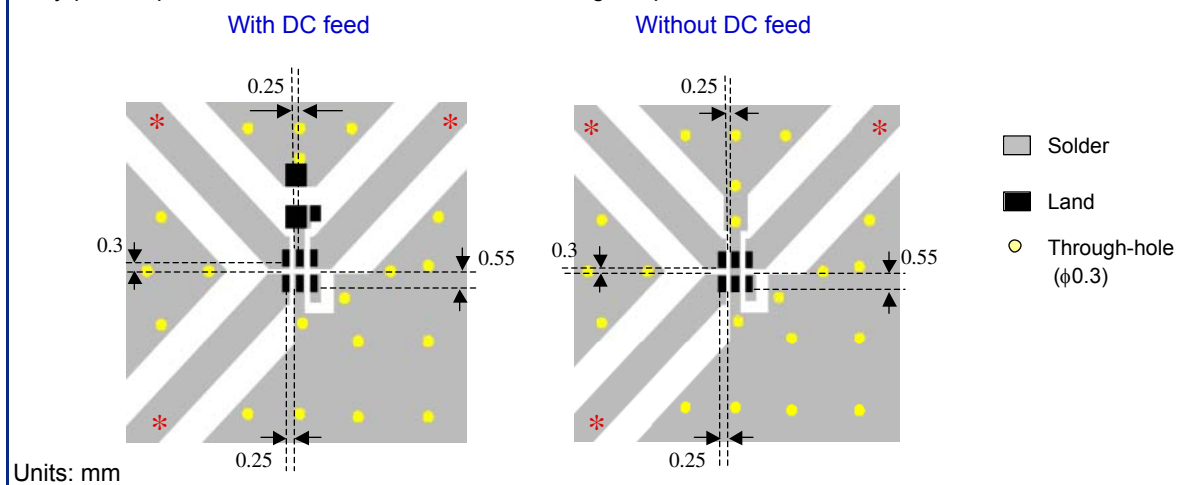 With DC feed
Without DC feed
0.25
0.25
*
*
*
*
Solder
Land
0.3
0.55
0.3
0.55
Through-hole
(ϕ0.3)
*
*
0.25
0.25
Units: mm